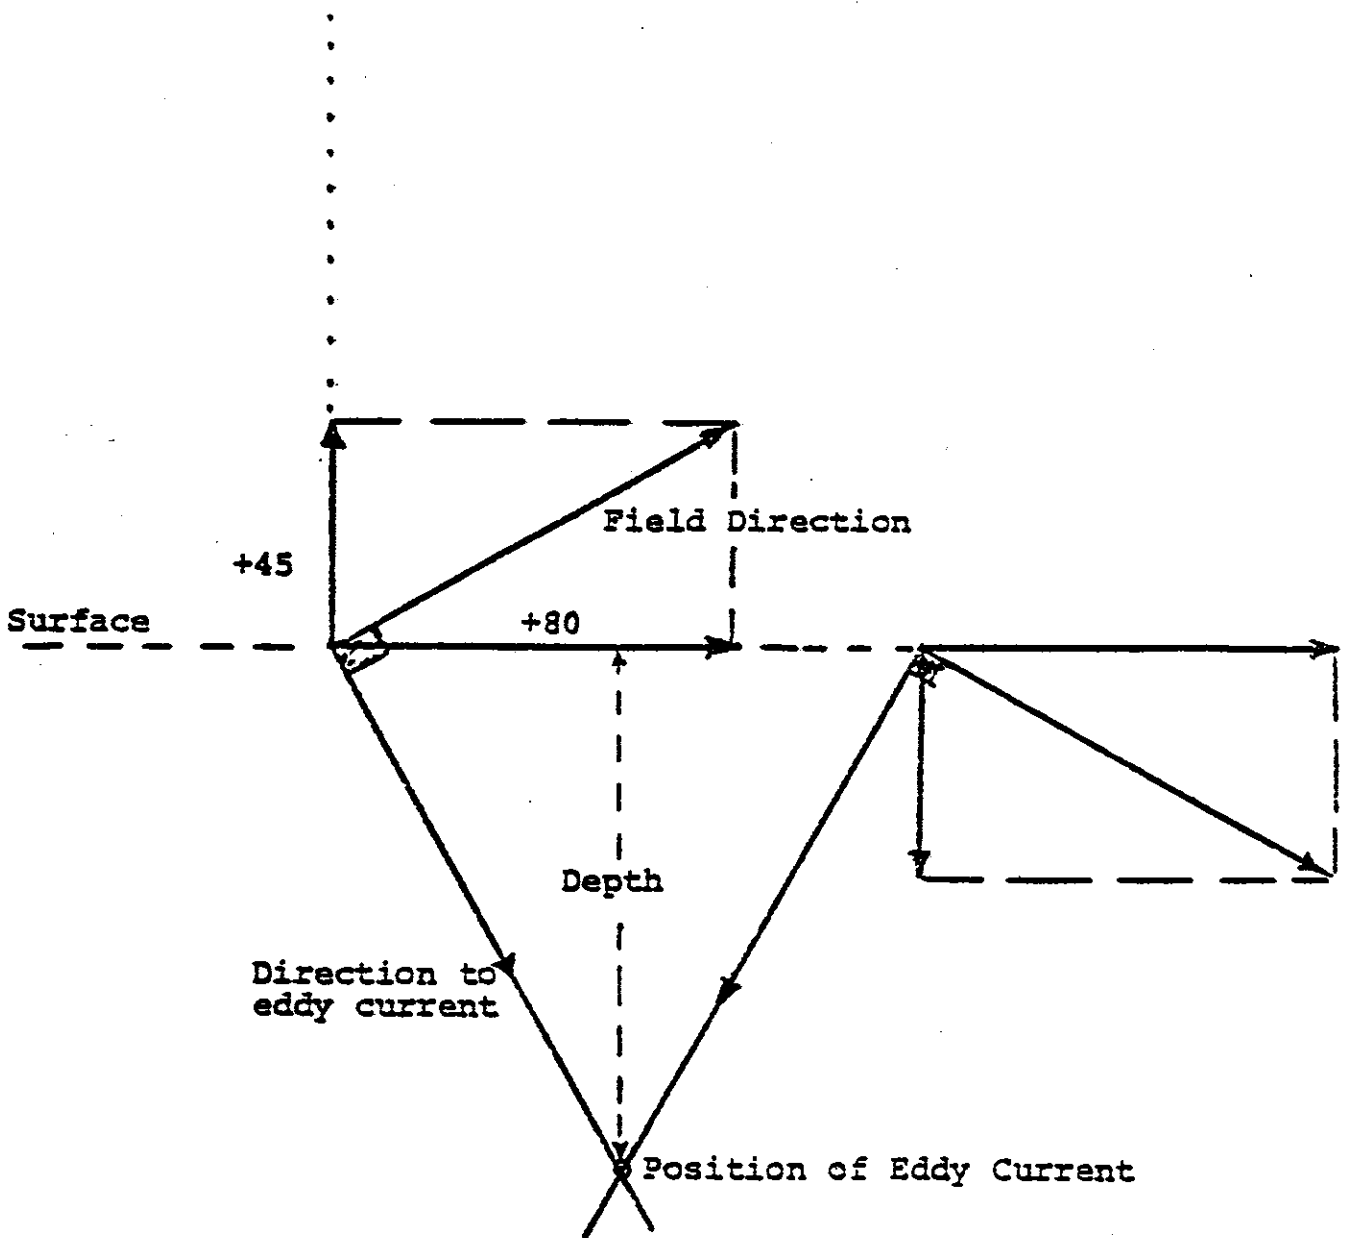 Field Direction
+45
Surface
+80
Depth
Direction to
eddy current
Position of Eddy Current